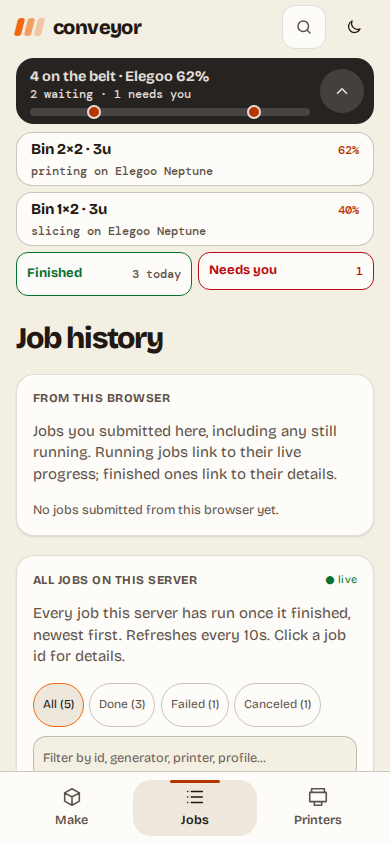 conveyor
4 on the belt · Elegoo 62%
2 waiting · 1 needs you
Bin 2×2 · 3u
62%
printing on Elegoo Neptune
Bin 1×2 · 3u
40%
slicing on Elegoo Neptune
Finished
3 today
Needs you
1
Job history
FROM THIS BROWSER
Jobs you submitted here, including any still
running. Running jobs link to their live
progress; finished ones link to their details.
No jobs submitted from this browser yet.
ALL JOBS ON THIS SERVER
live
Every job this server has run once it finished,
newest first. Refreshes every 10s. Click a job
id for details.
All (5)
Done (3)
Failed (1)
Canceled (1)
Filter by id, generator, printer, profile...
Make
Jobs
Printers